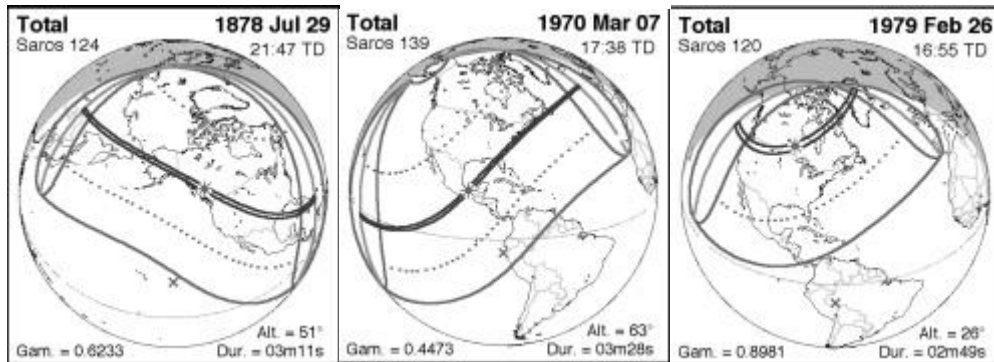 Total 1878 Jul 29
Saros 124 21:47 TD
Alt. = 51°
Gam. = 0.6233 Dur. = 03m11s
Total 1970 Mar 07
Saros 139 17:38 TD
Alt. = 63°
Gam. = 0.4473 Dur. = 03m28s
Total 1979 Feb 26
Saros 120 16:55 TD
Alt. = 26°
Gam. = 0.8981 Dur. = 02m49s